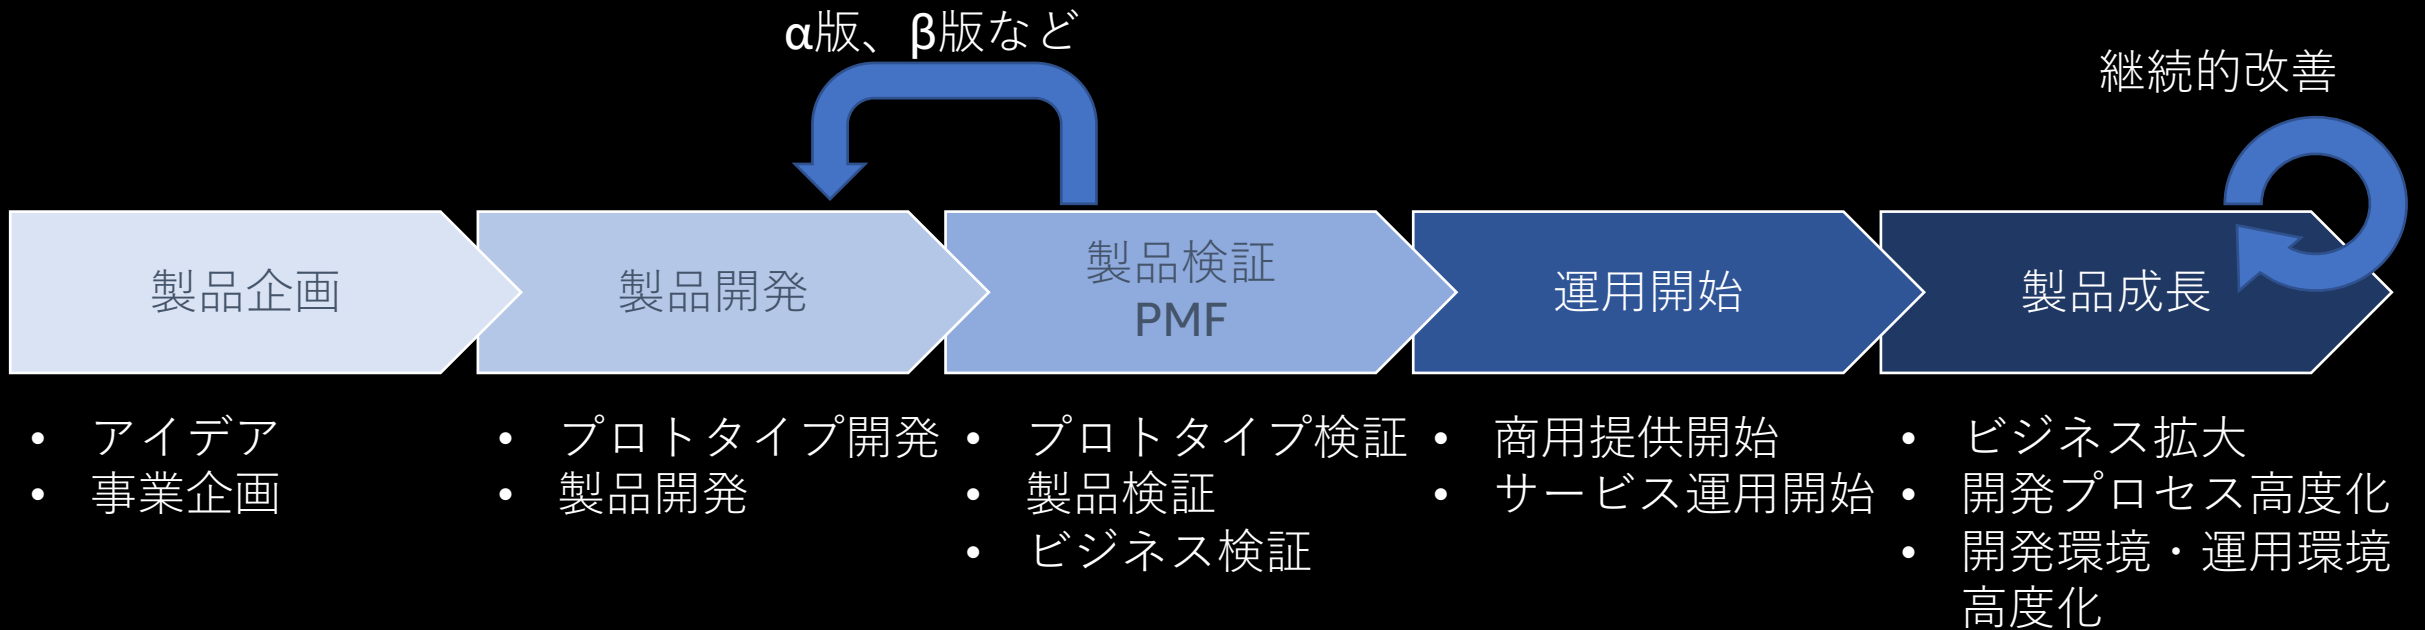 α版、β版など
継続的改善
製品企画
製品開発
製品検証
PMF
運用開始
製品成長
• アイデア
• 事業企画
• プロトタイプ開発
• 製品開発
• プロトタイプ検証
• 製品検証
• ビジネス検証
• 商用提供開始
• サービス運用開始
• ビジネス拡大
• 開発プロセス高度化
• 開発環境・運用環境
高度化